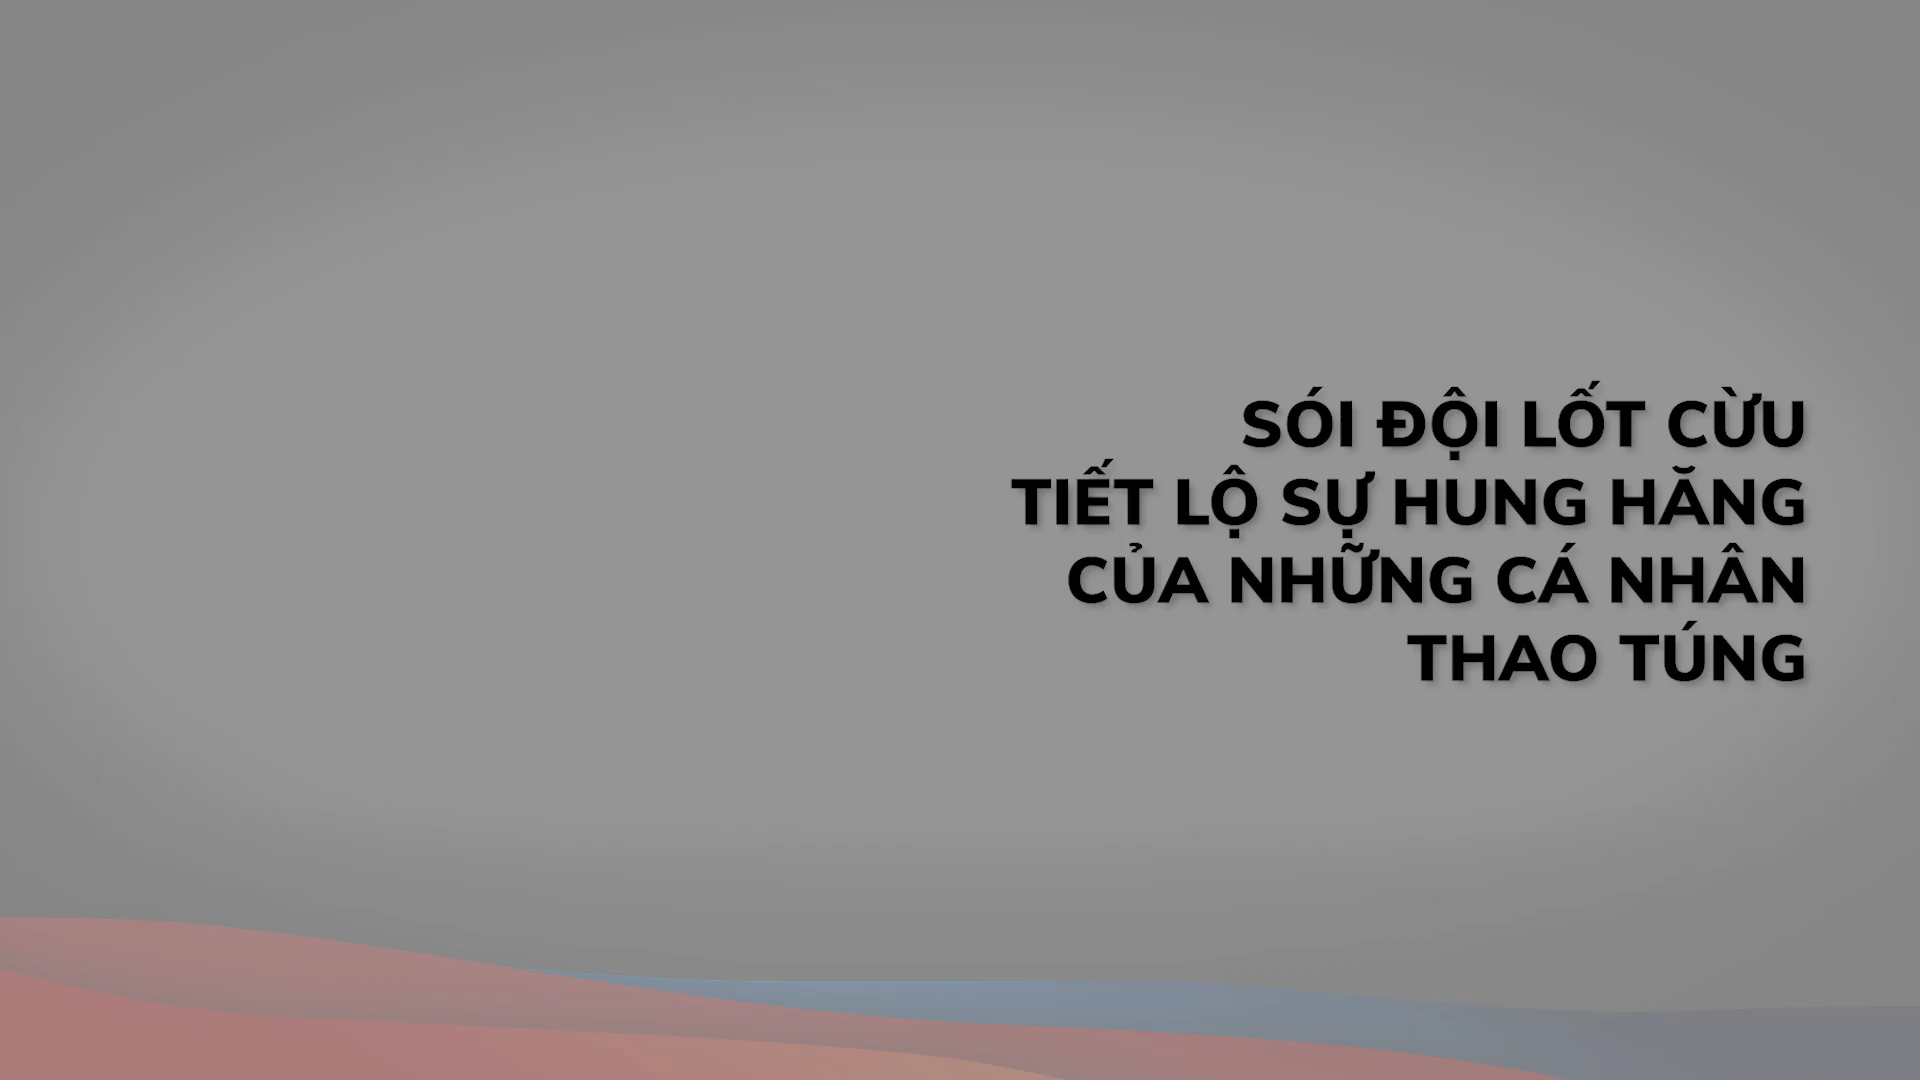 SÓI ĐỘI LỐT CỪU
TIẾT LỘ SỰ HUNG HĂNG
CỦA NHỮNG CÁ NHÂN
THAO TÚNG